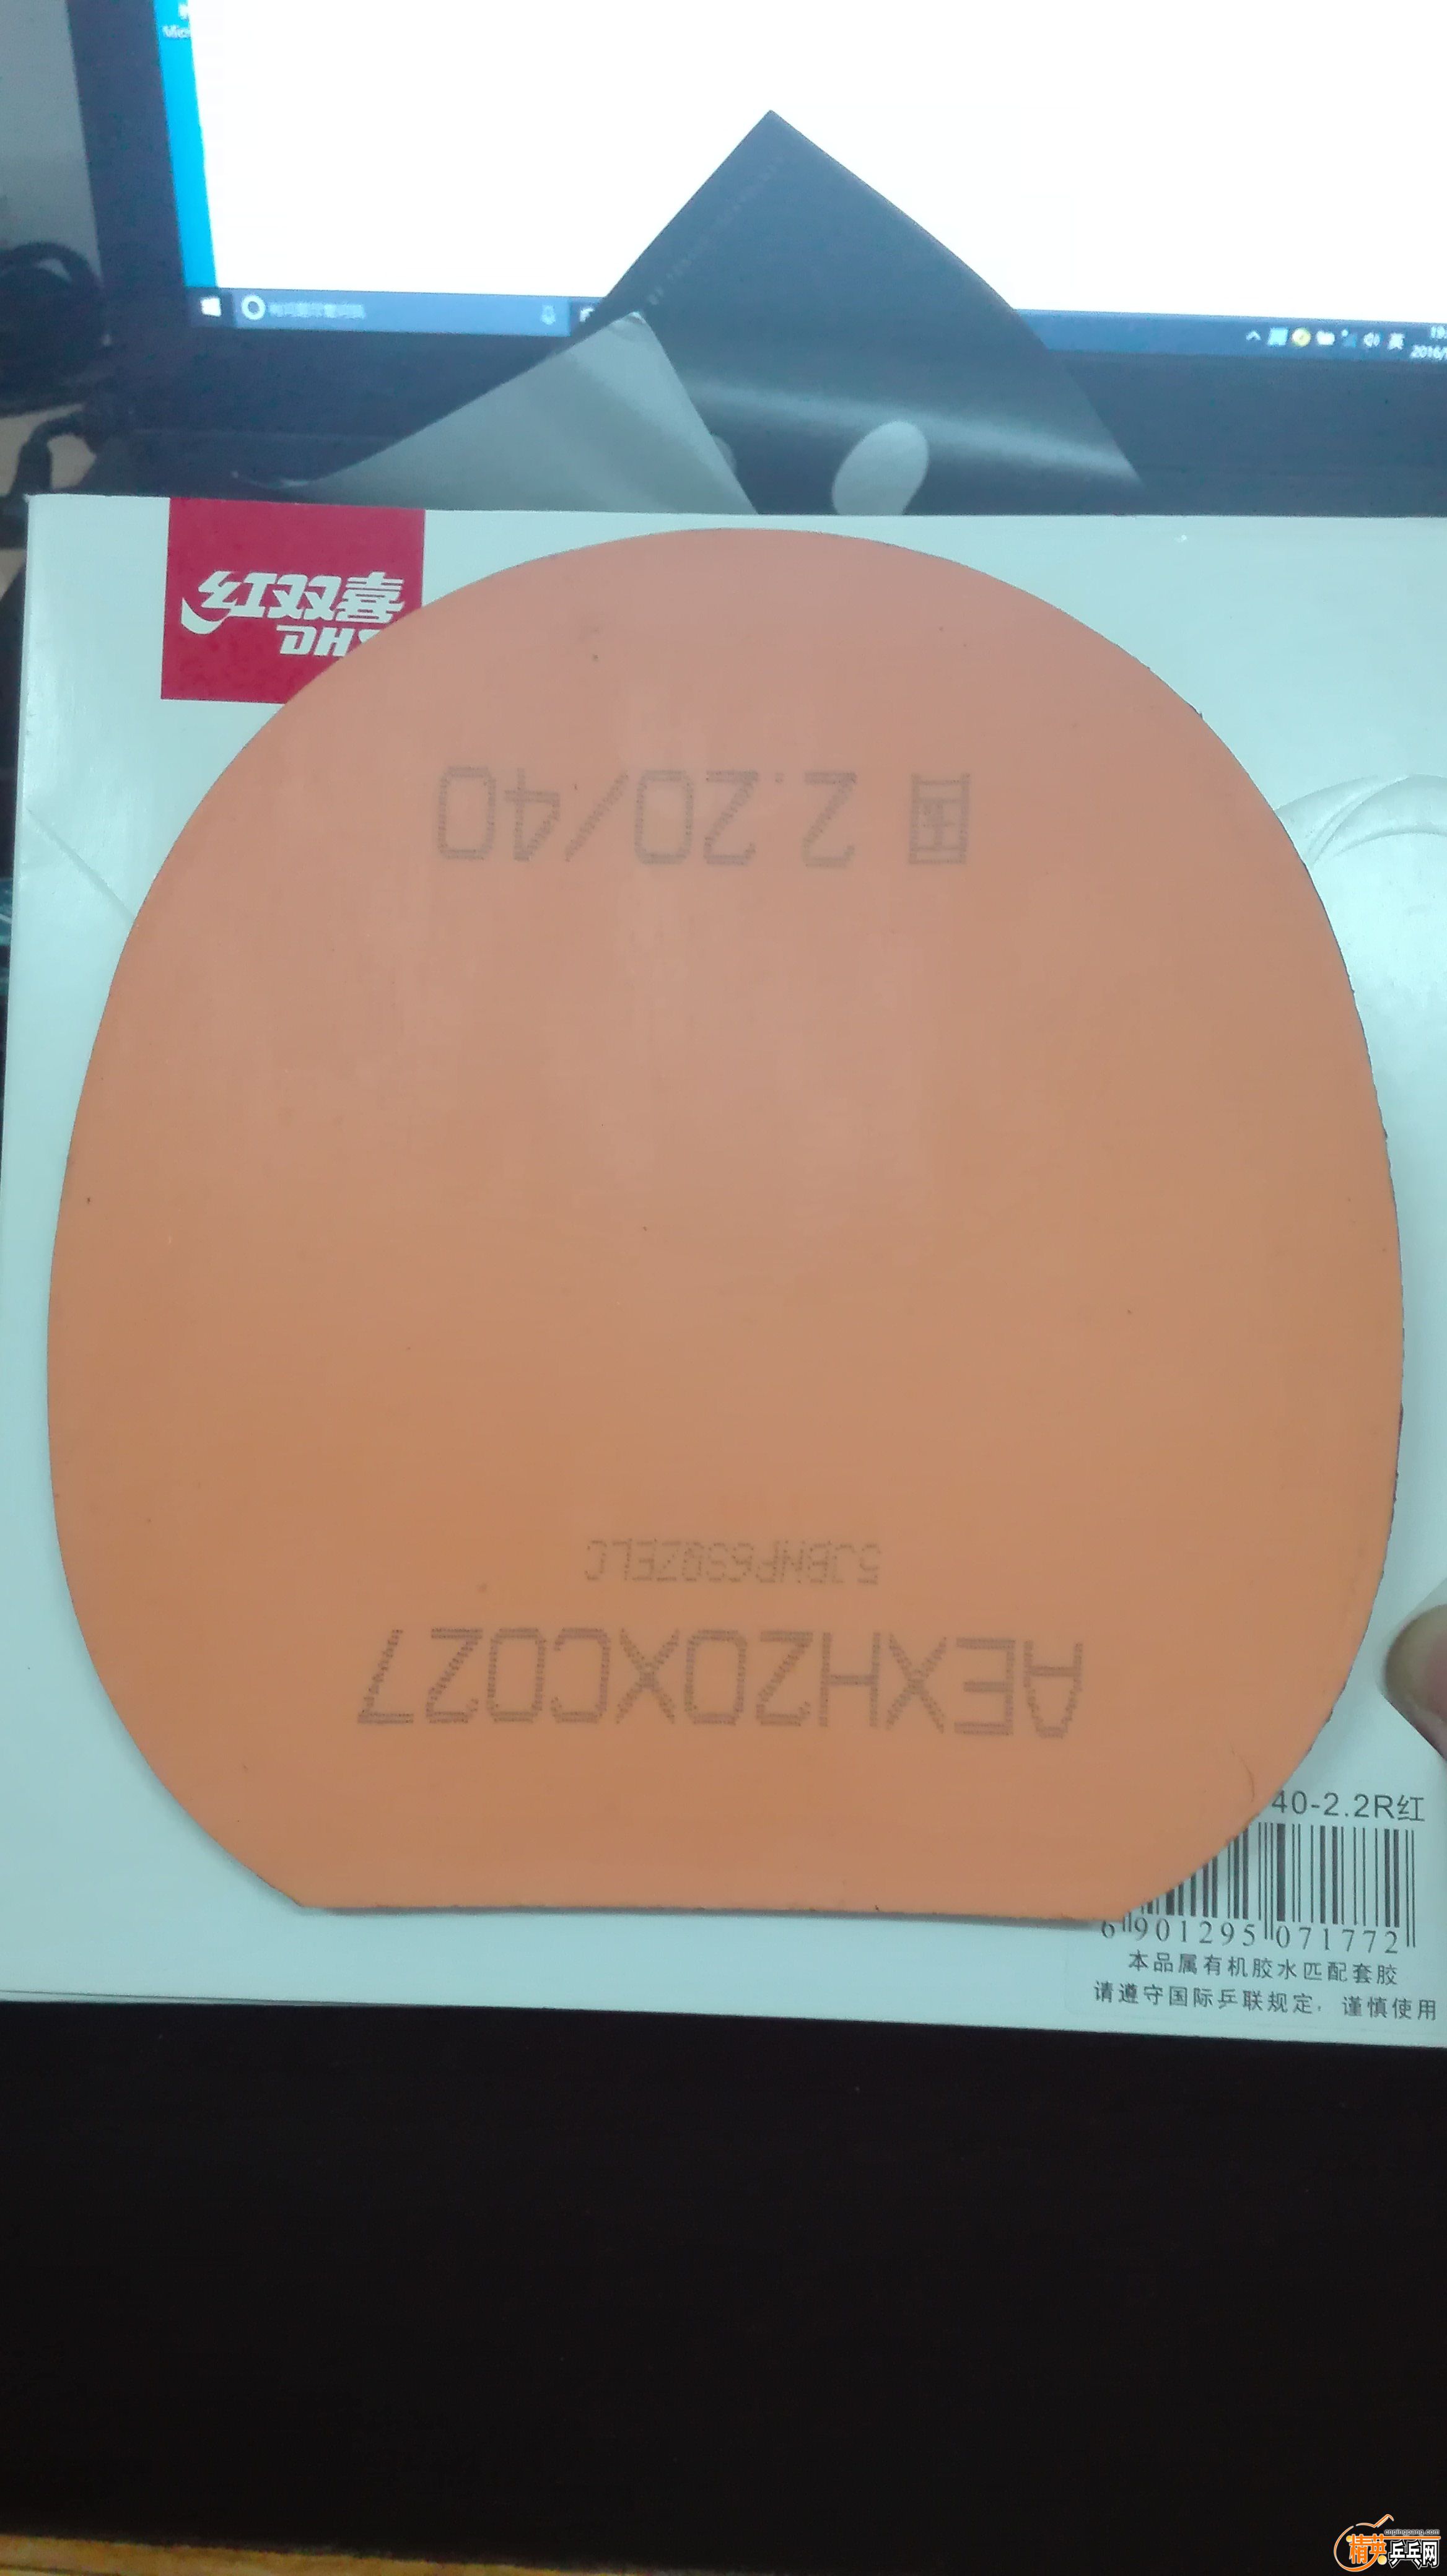 红双喜
DHS
国 2.20/40
AEXH20XC027
40-2.2R红
6 901295 071772
本品属有机胶水匹配套胶
请遵守国际乒联规定，谨慎使用
精英乒乓网